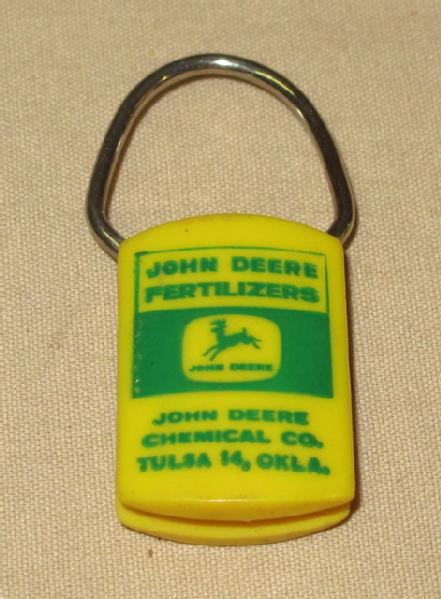 JOHN DEERE
FERTILIZERS
JOHN DEERE
JOHN DEERE
CHEMICAL CO.
TULSA 14, OKLA.